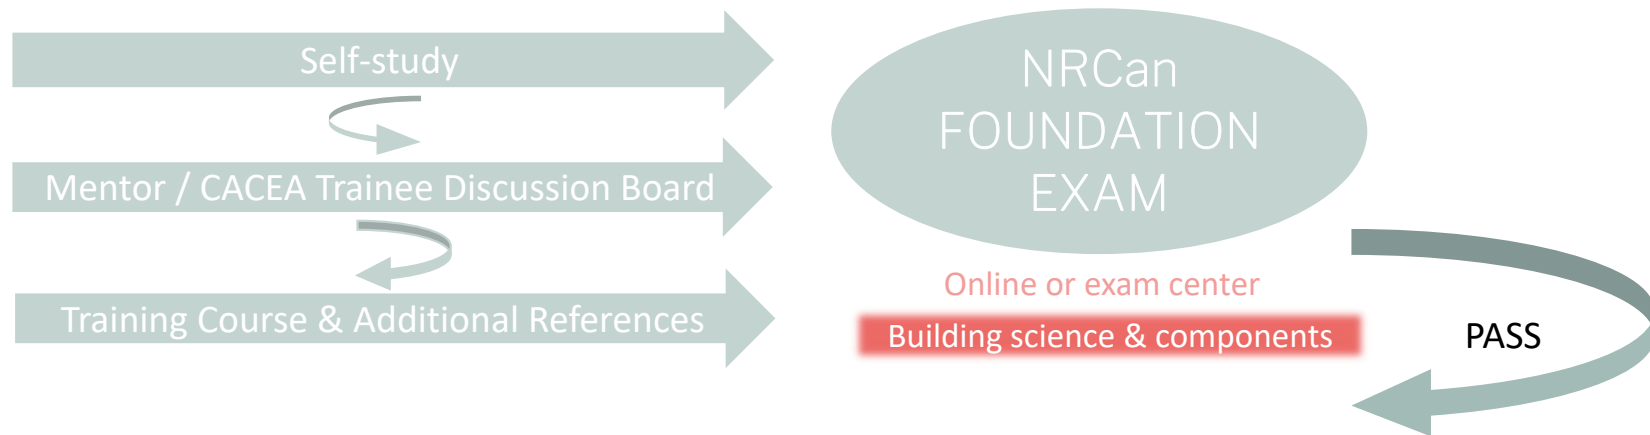 Self-study
Mentor / CACEA Trainee Discussion Board
Training Course & Additional References
NRCan
FOUNDATION
EXAM
Online or exam center
Building science & components
PASS